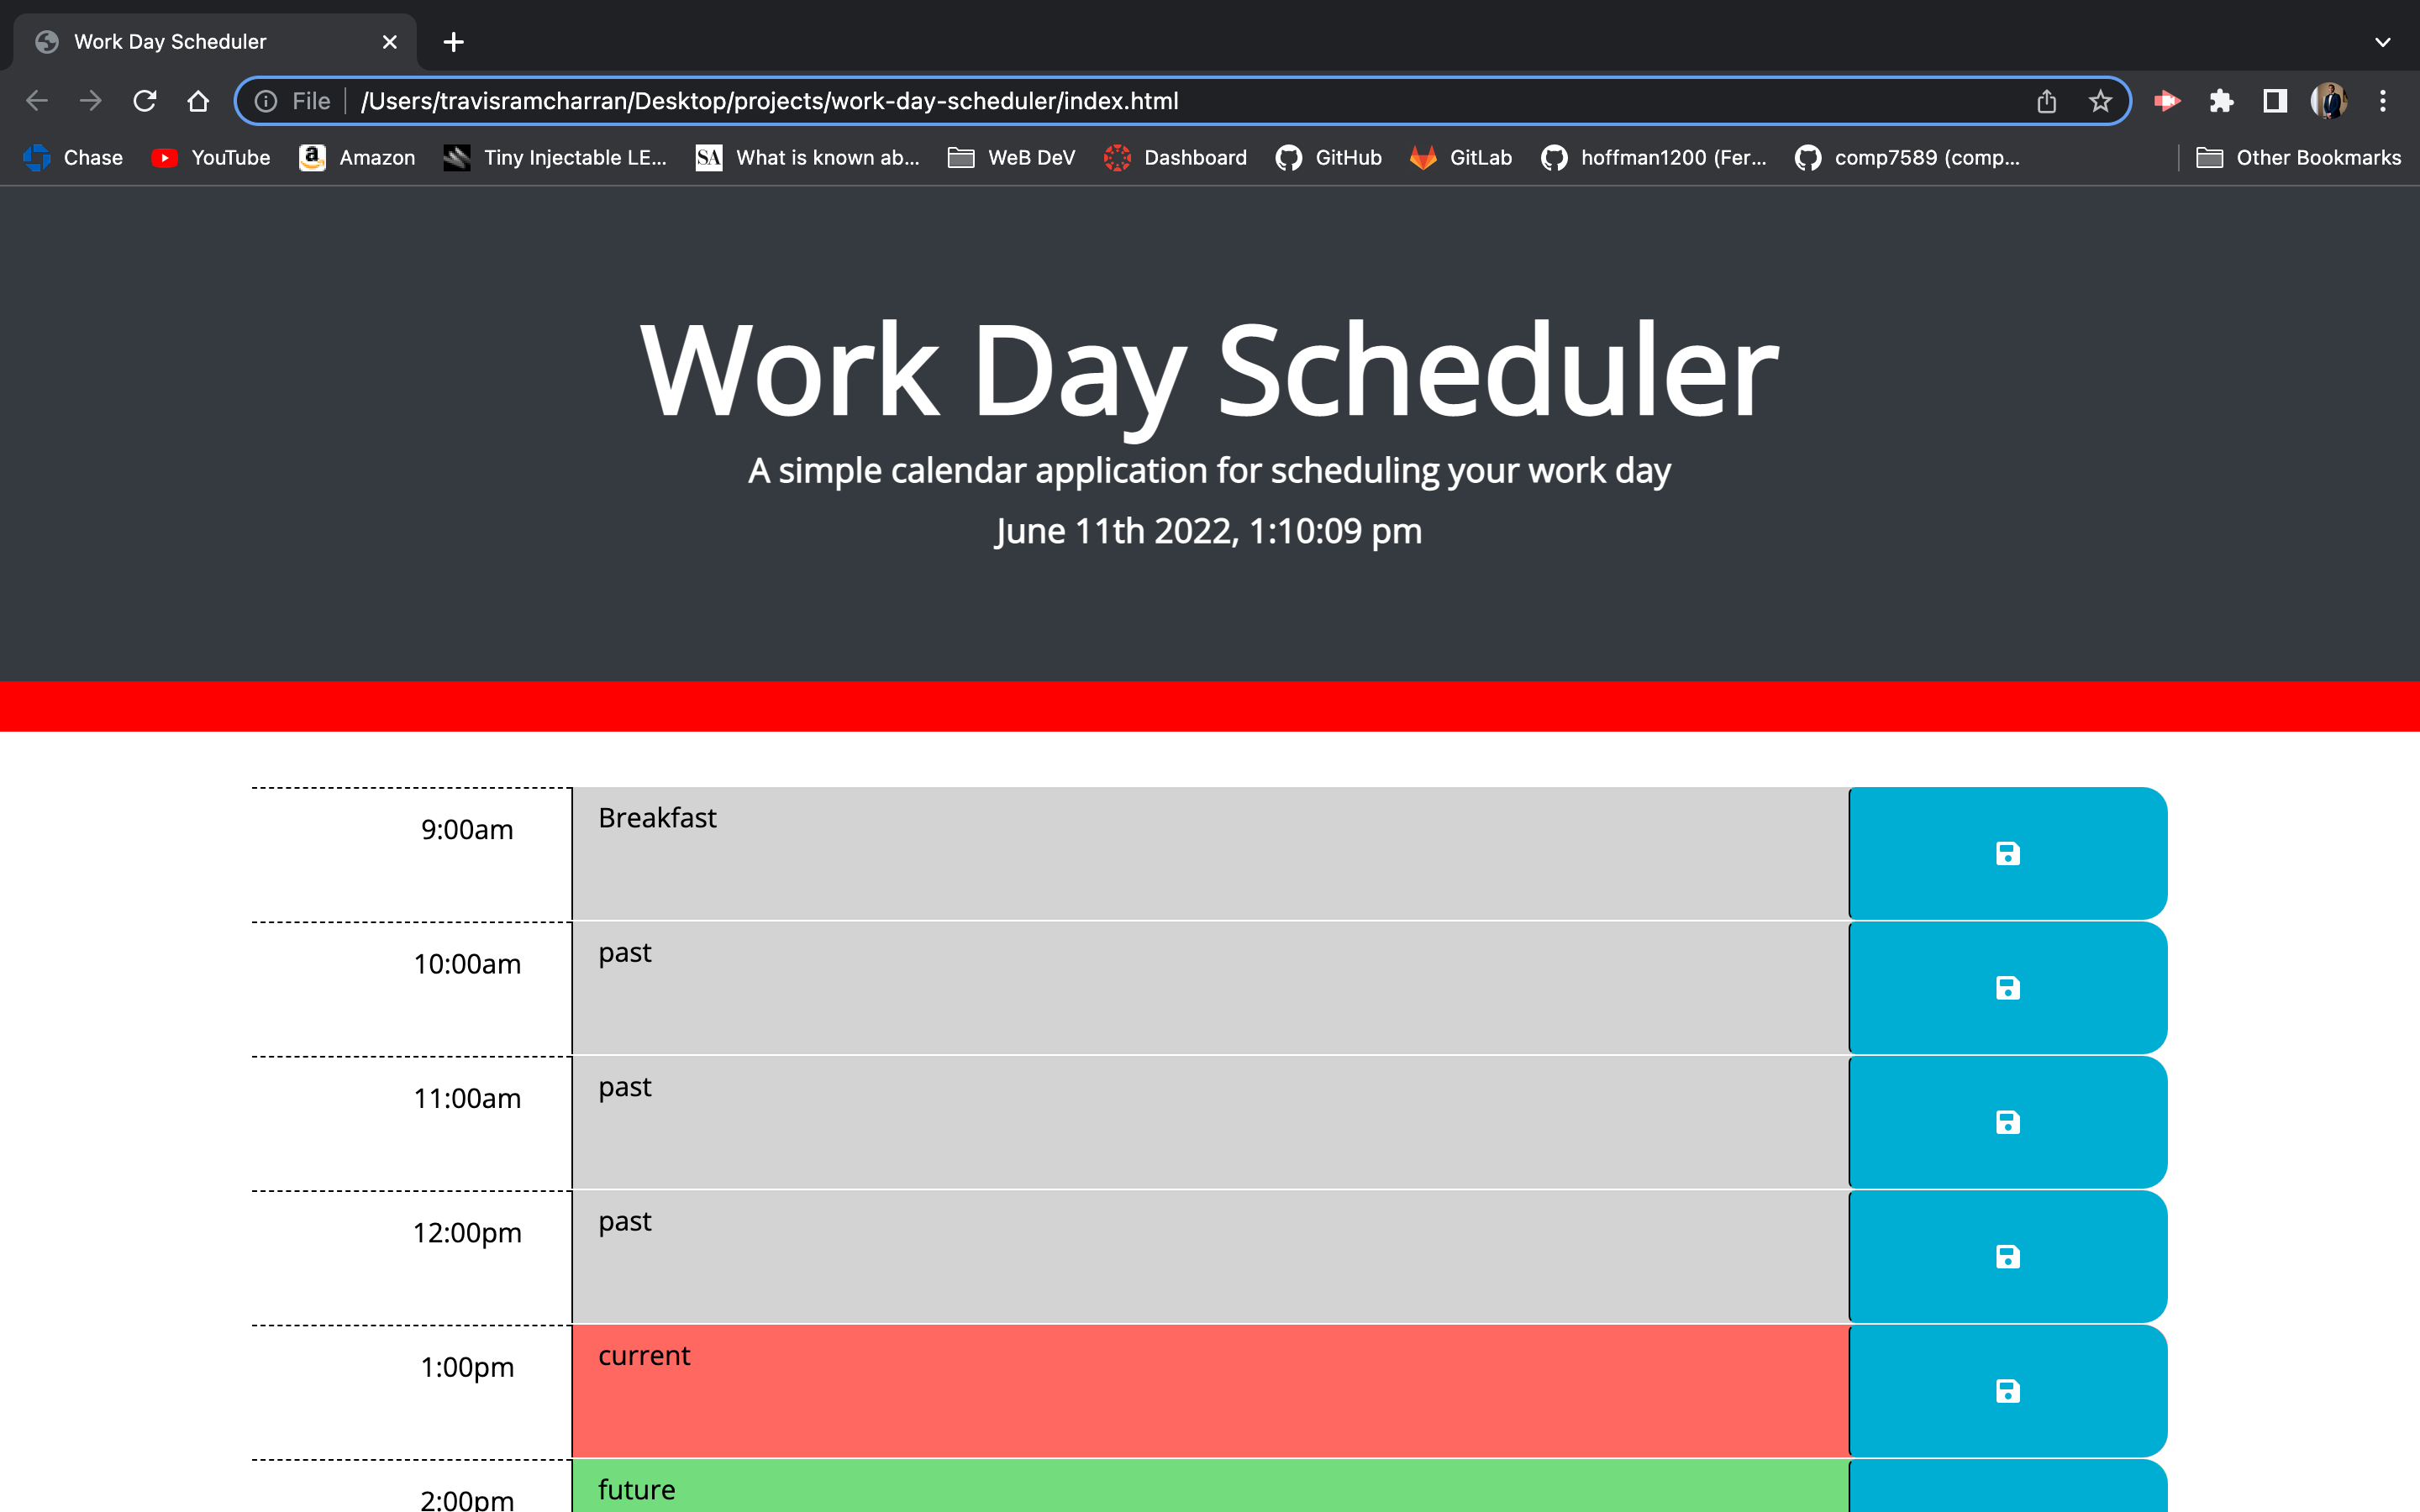 Work Day Scheduler
File /Users/travisramcharran/Desktop/projects/work-day-scheduler/index.html
Chase YouTube Amazon Tiny Injectable LE... SA What is known ab... WeB DeV Dashboard GitHub GitLab hoffman1200 (Fer... comp7589 (comp... Other Bookmarks
Work Day Scheduler
A simple calendar application for scheduling your work day
June 11th 2022, 1:10:09 pm
9:00am Breakfast
10:00am past
11:00am past
12:00pm past
1:00pm current
2:00pm future